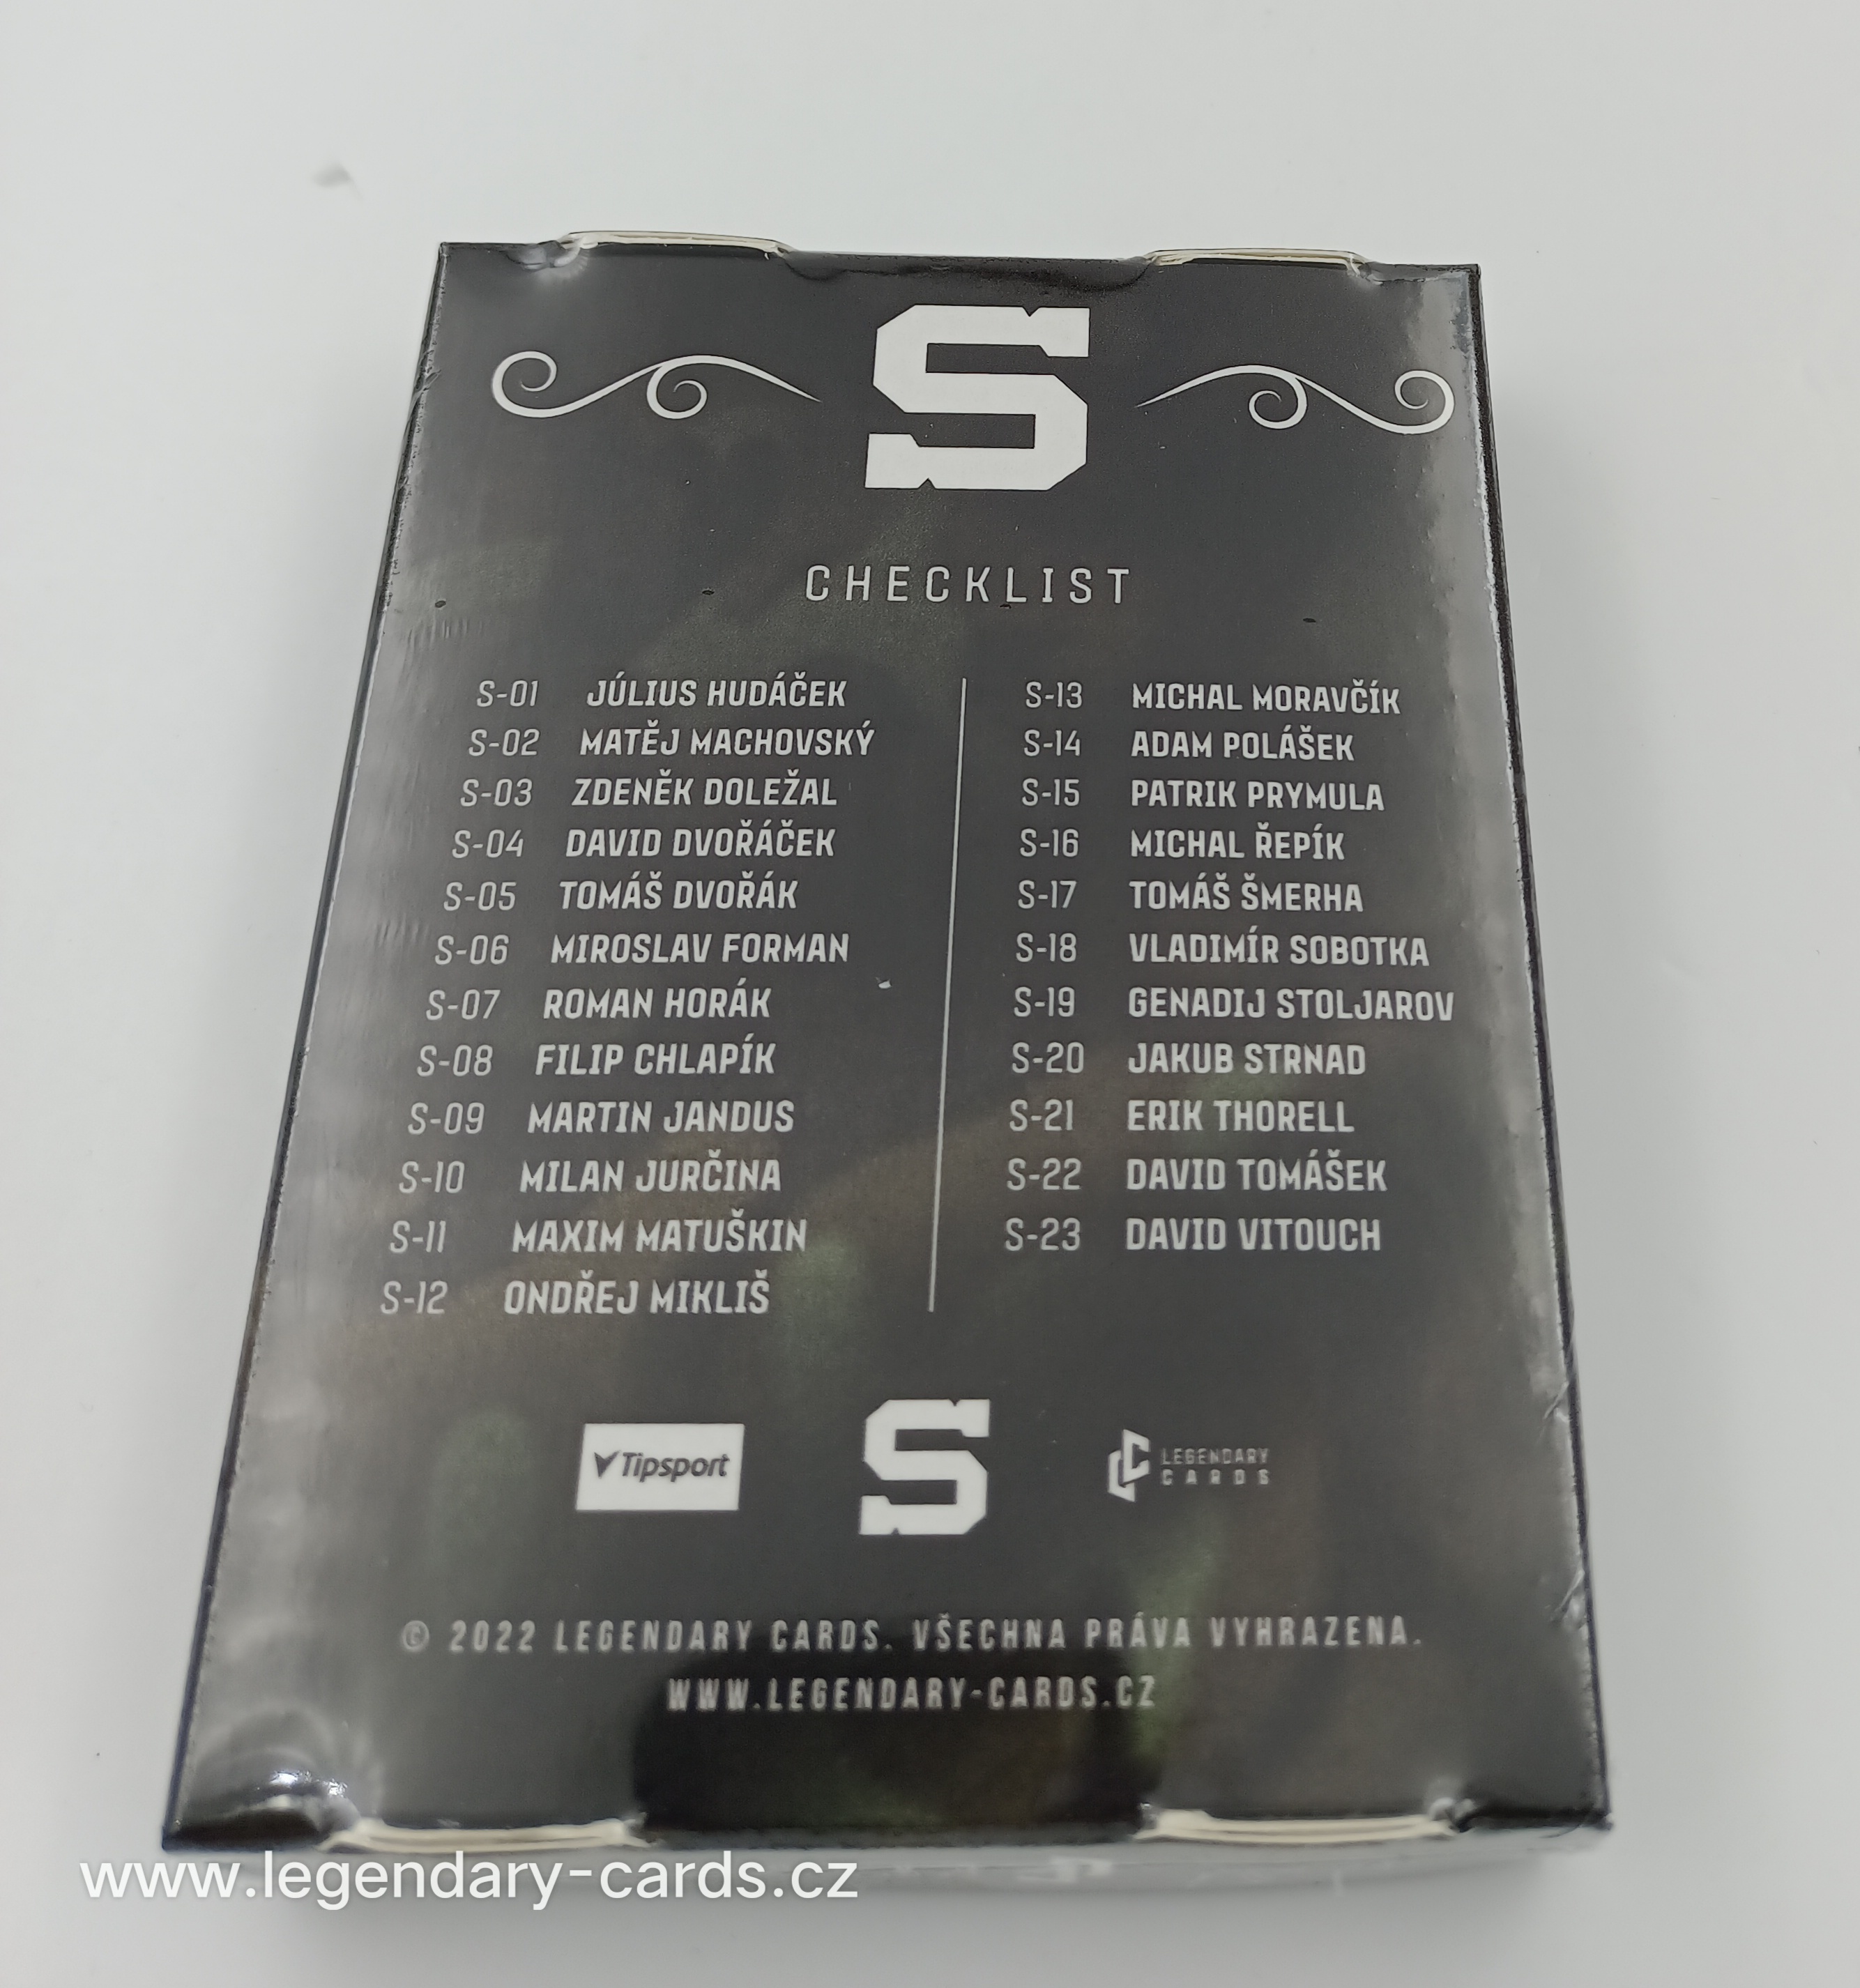 S
CHECKLIST
S-01 JÚLIUS HUDÁČEK
S-02 MATĚJ MACHOVSKÝ
S-03 ZDENĚK DOLEŽAL
S-04 DAVID DVOŘÁČEK
S-05 TOMÁŠ DVOŘÁK
S-06 MIROSLAV FORMAN
S-07 ROMAN HORÁK
S-08 FILIP CHLAPÍK
S-09 MARTIN JANDUS
S-10 MILAN JURČINA
S-11 MAXIM MATUŠKIN
S-12 ONDŘEJ MIKLIŠ
S-13 MICHAL MORAVČÍK
S-14 ADAM POLÁŠEK
S-15 PATRIK PRYMULA
S-16 MICHAL ŘEPÍK
S-17 TOMÁŠ ŠMERHA
S-18 VLADIMÍR SOBOTKA
S-19 GENADIJ STOLJAROV
S-20 JAKUB STRNAD
S-21 ERIK THORELL
S-22 DAVID TOMÁŠEK
S-23 DAVID VITOUCH
Tipsport
S
LEGENDARY
CARDS
© 2022 LEGENDARY CARDS. VŠECHNA PRÁVA VYHRAZENA.
WWW.LEGENDARY-CARDS.CZ
www.legendary-cards.cz